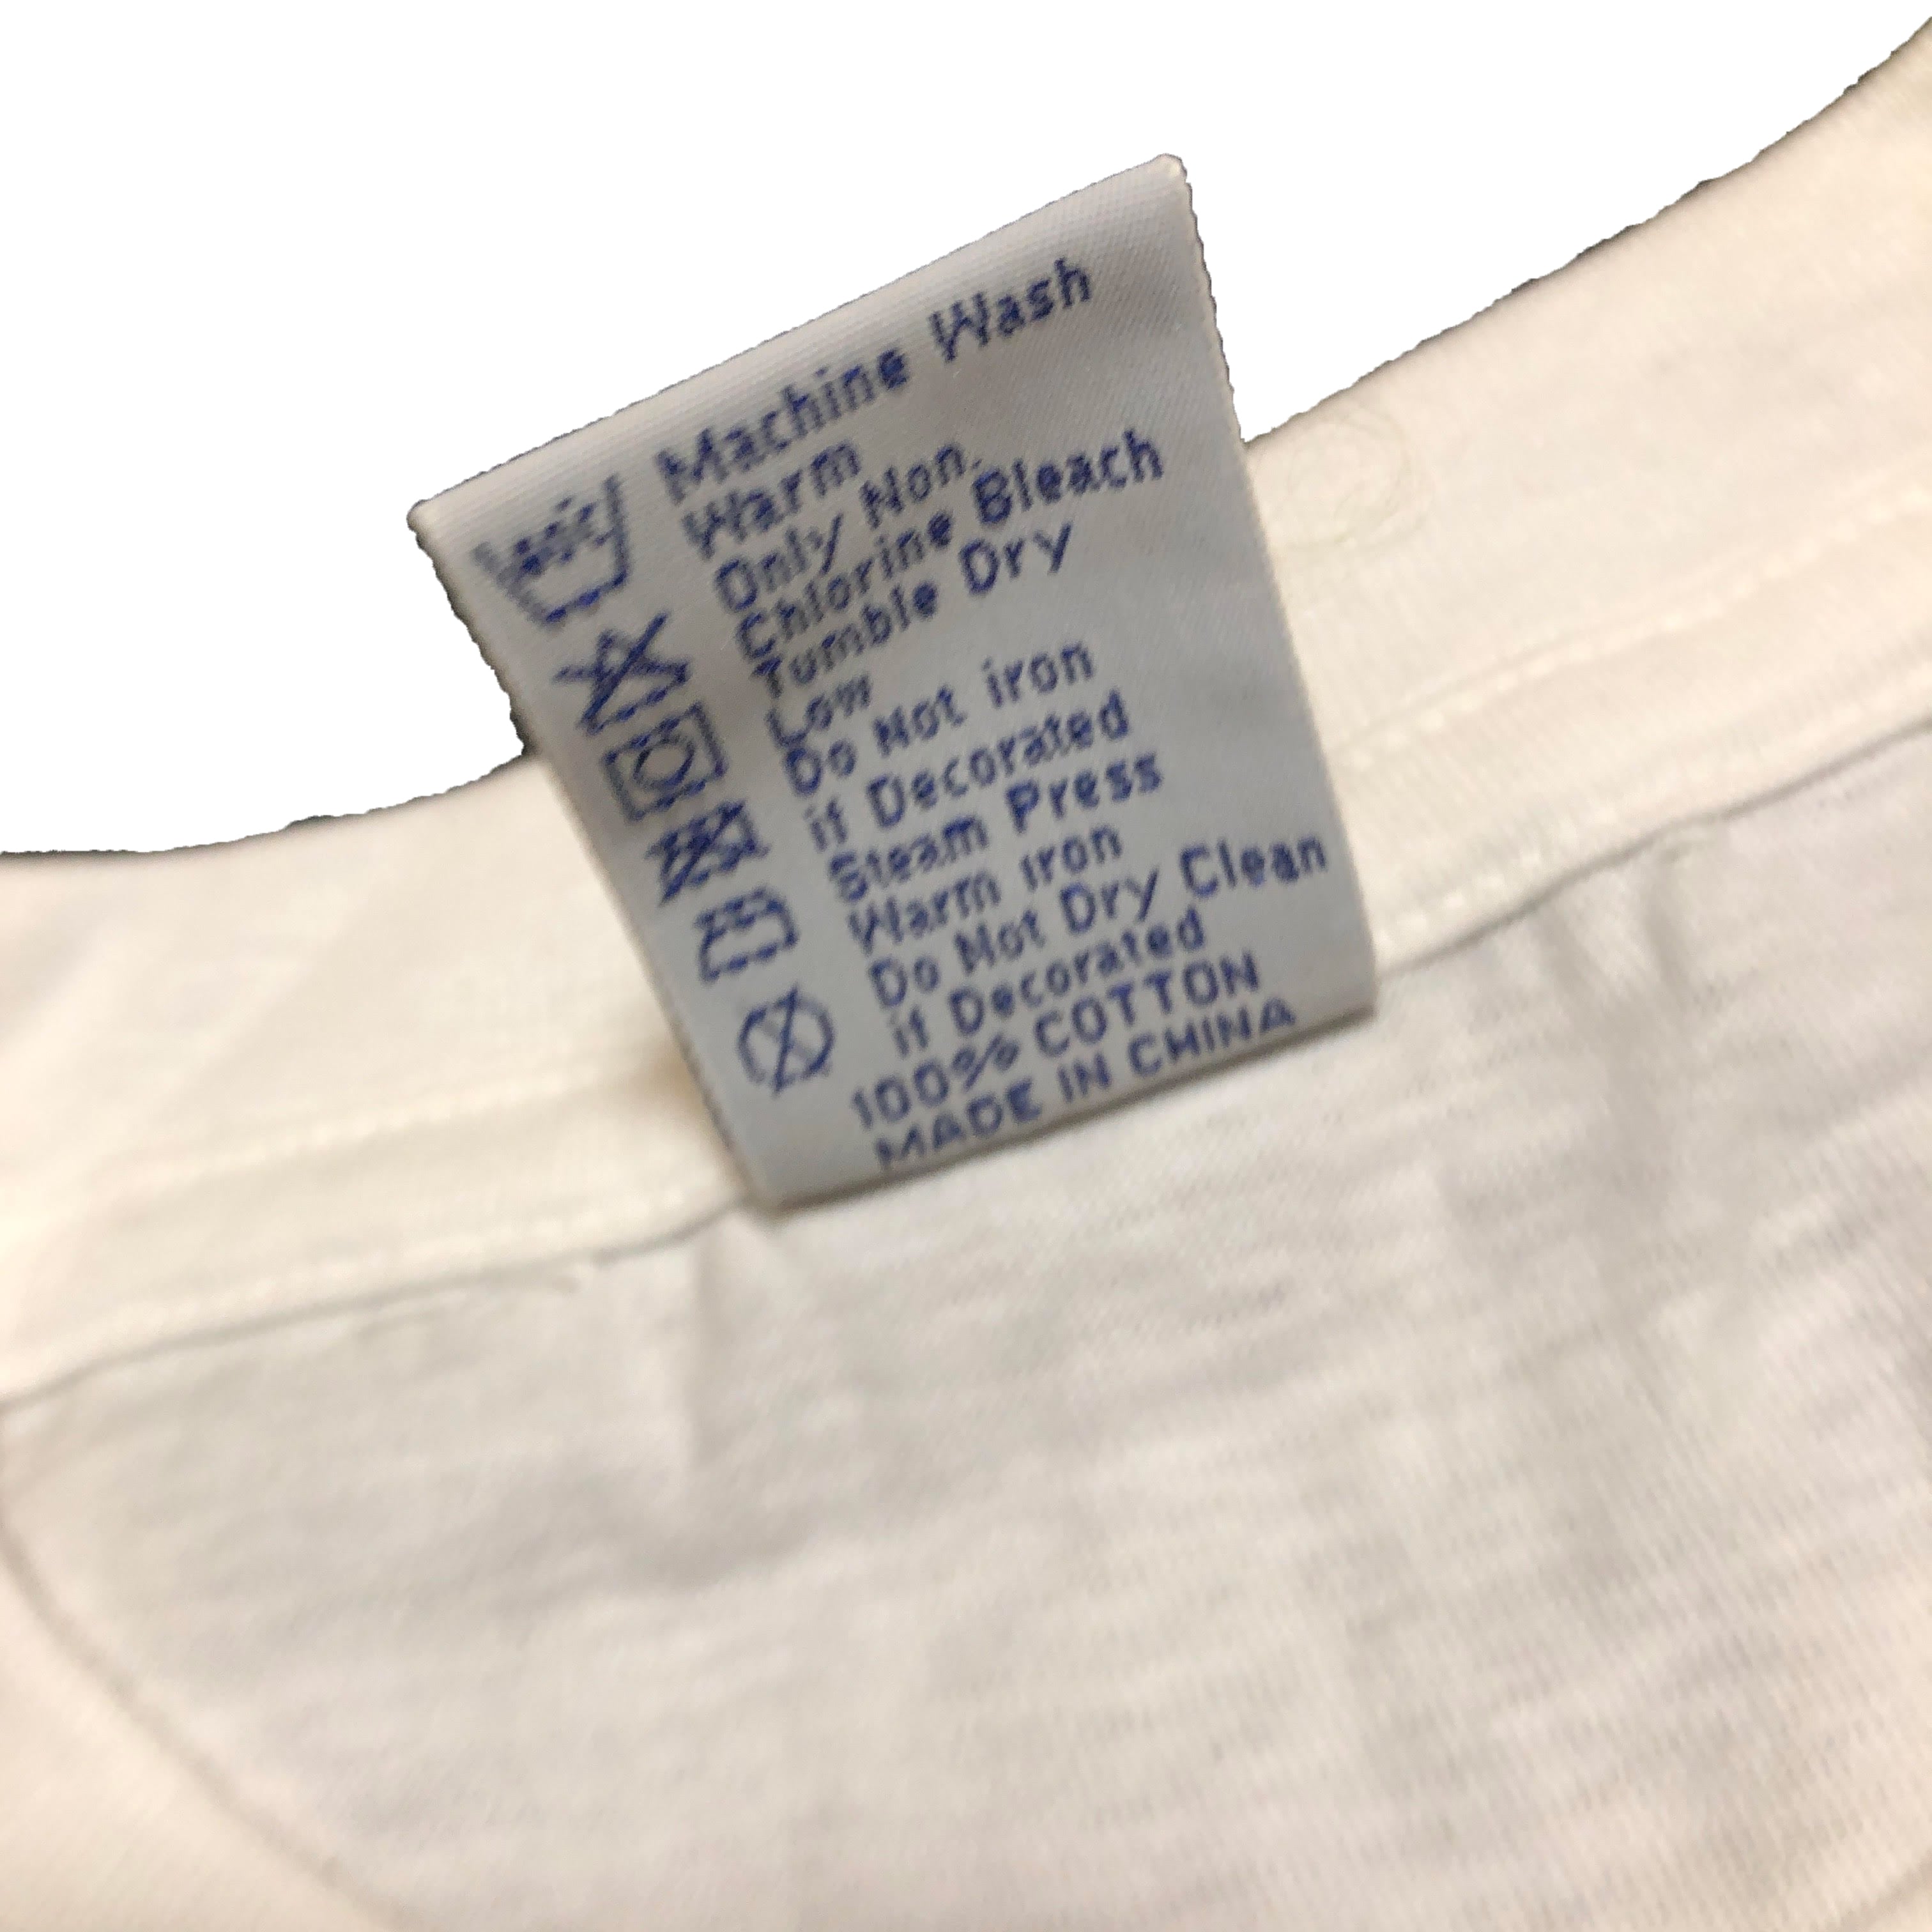 Machine Wash
Warm
Only Non.
Chlorine Bleach
Tumble Dry
Low
Do Not iron
if Decorated
Steam Press
Warm iron
Do Not Dry Clean
if Decorated
100% COTTON
MADE IN CHINA